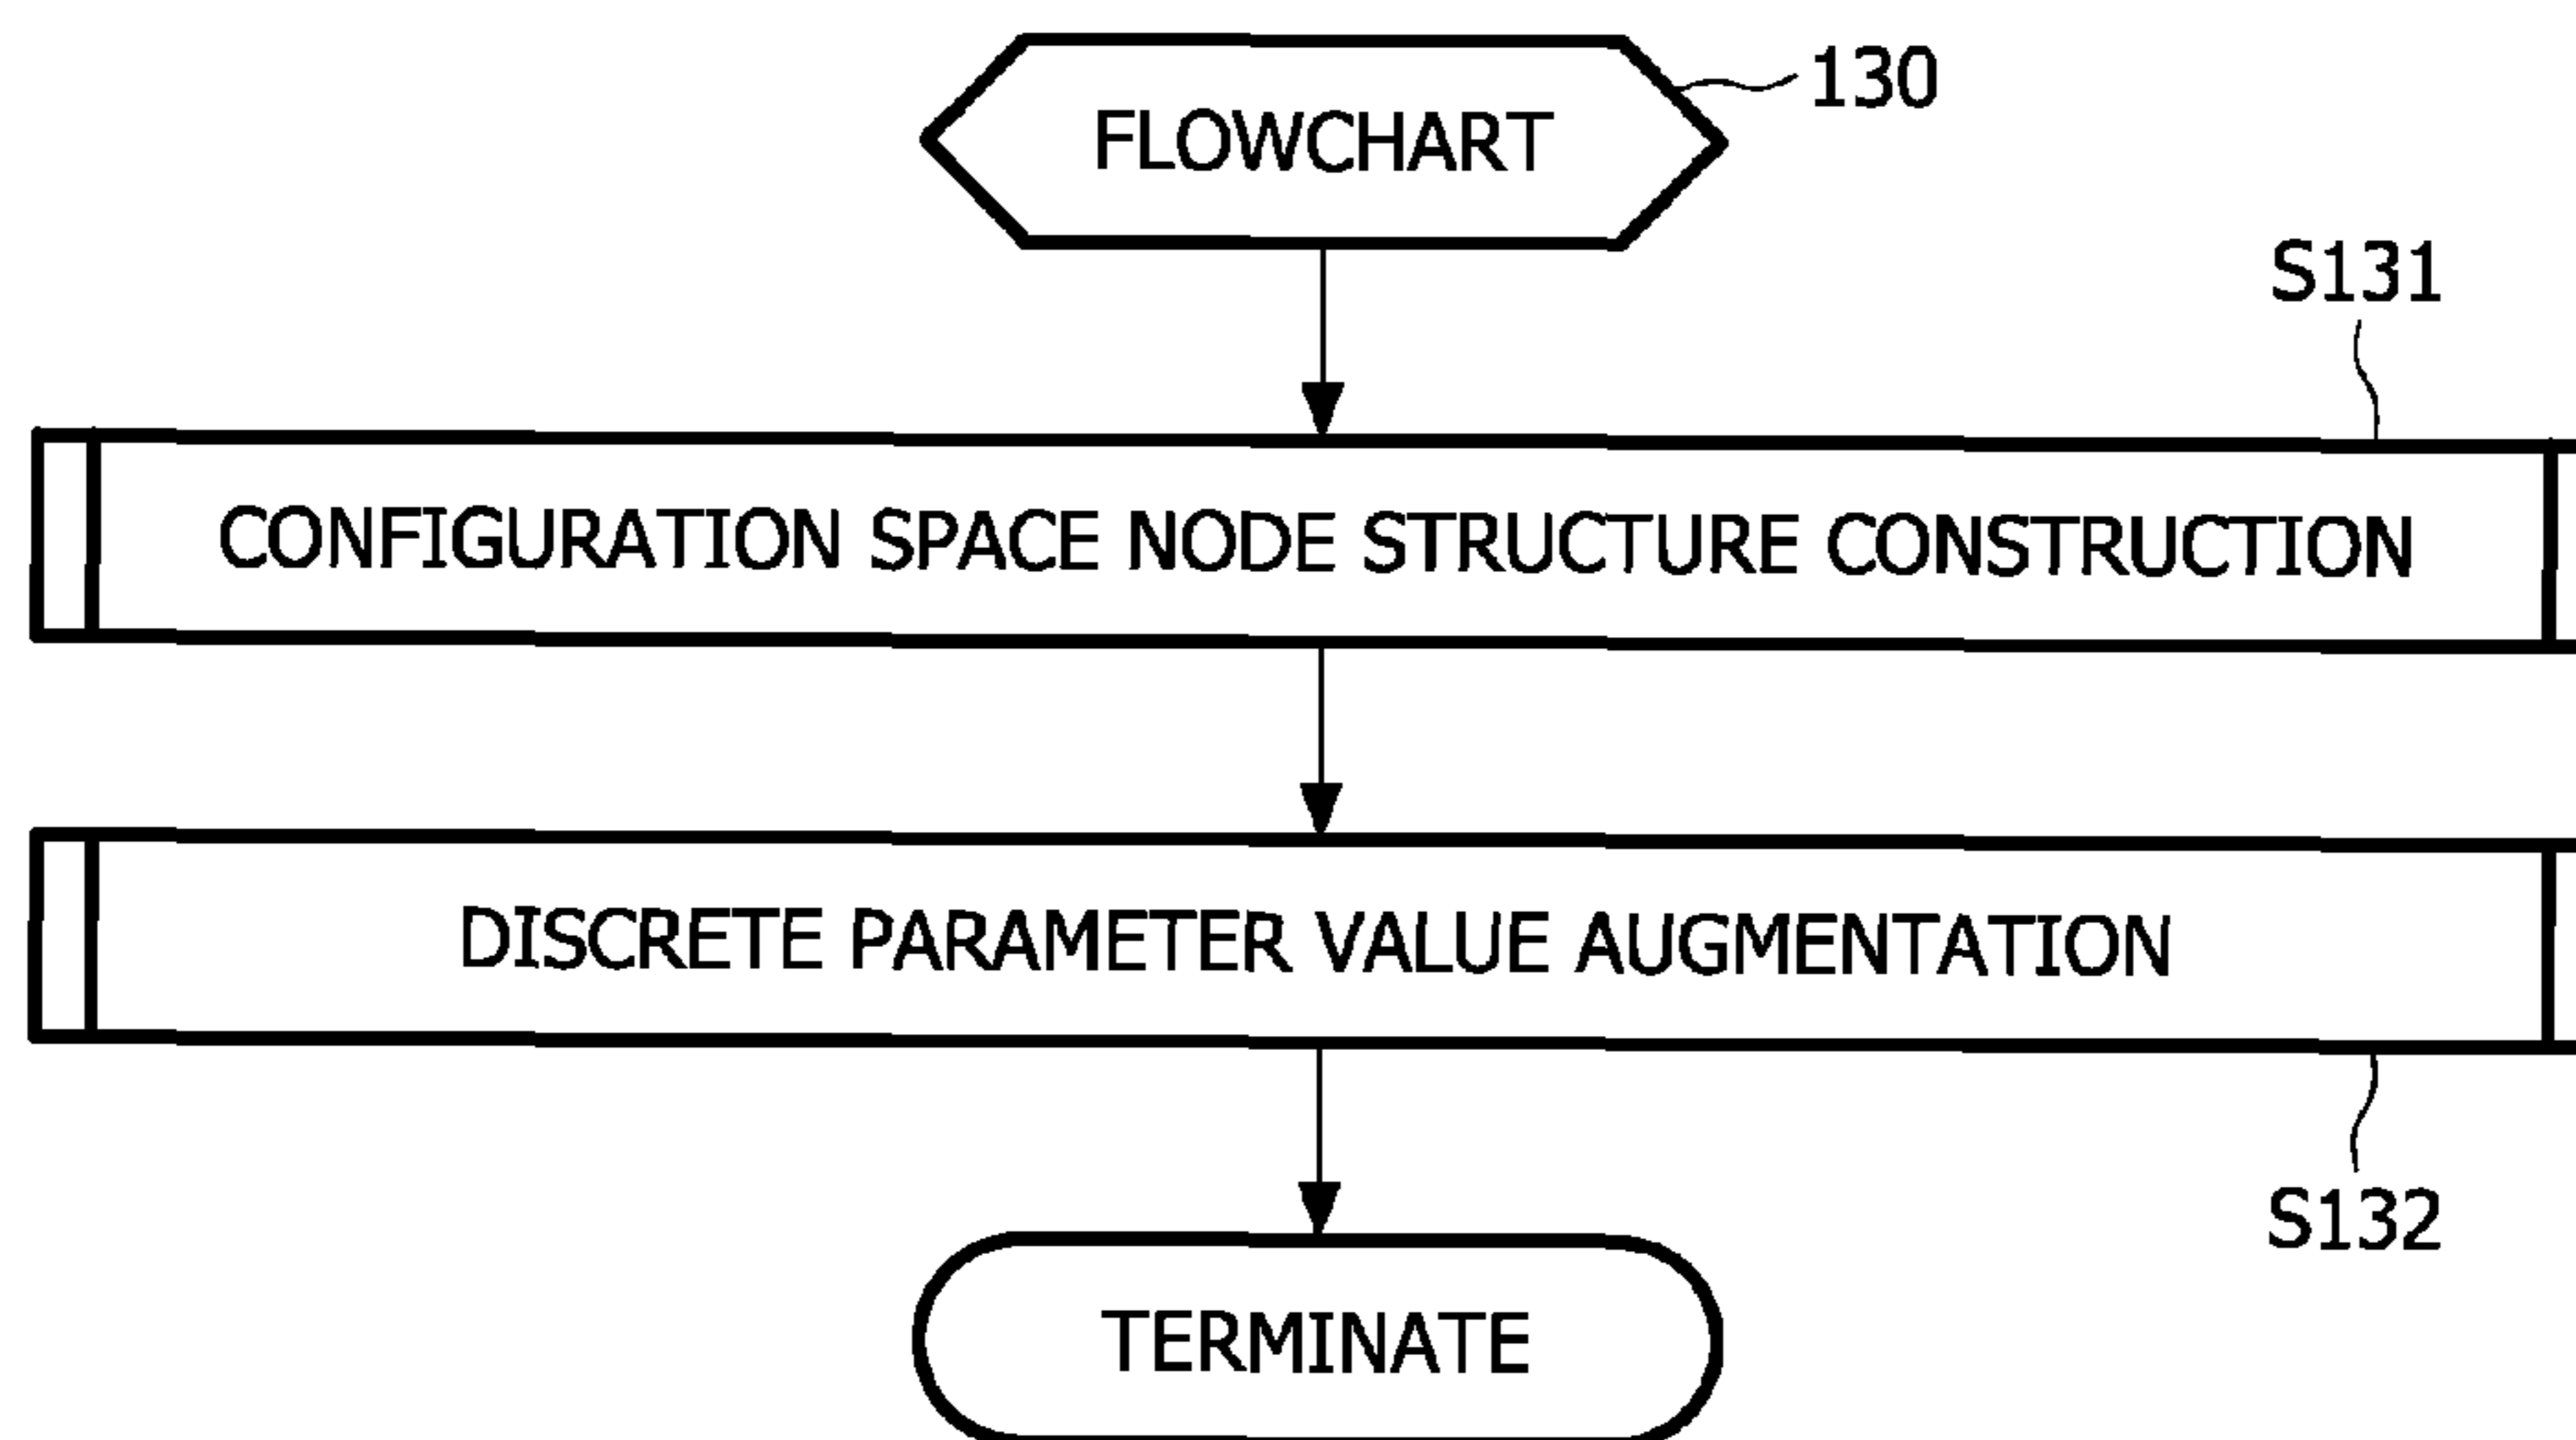 FLOWCHART
130
S131
CONFIGURATION SPACE NODE STRUCTURE CONSTRUCTION
DISCRETE PARAMETER VALUE AUGMENTATION
S132
TERMINATE